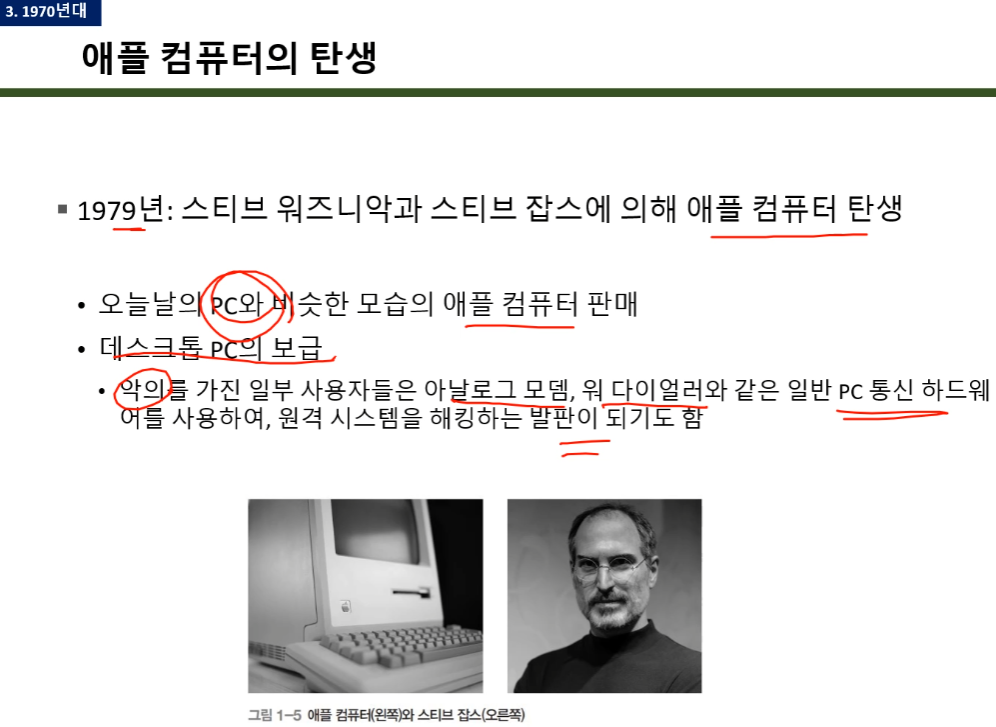 3. 1970년대
애플 컴퓨터의 탄생
▪ 1979년: 스티브 워즈니악과 스티브 잡스에 의해 애플 컴퓨터 탄생
• 오늘날의 PC와 비슷한 모습의 애플 컴퓨터 판매
• 데스크톱 PC의 보급
• 악의를 가진 일부 사용자들은 아날로그 모뎀, 워 다이얼러와 같은 일반 PC 통신 하드웨
어를 사용하여, 원격 시스템을 해킹하는 발판이 되기도 함
그림 1-5 애플 컴퓨터(왼쪽)와 스티브 잡스(오른쪽)